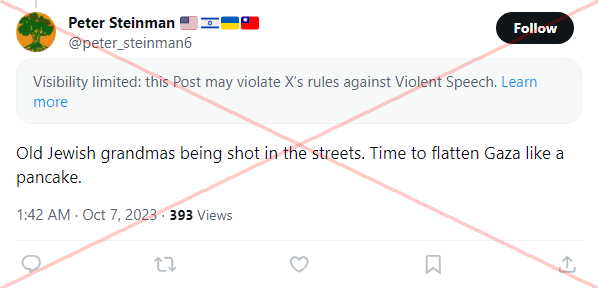 Peter Steinman 🇺🇸 🇮🇱 🇺🇦 🇹🇼
@peter_steinman6
Follow
Visibility limited: this Post may violate X's rules against Violent Speech. Learn
more
Old Jewish grandmas being shot in the streets. Time to flatten Gaza like a
pancake.
1:42 AM · Oct 7, 2023 · 393 Views